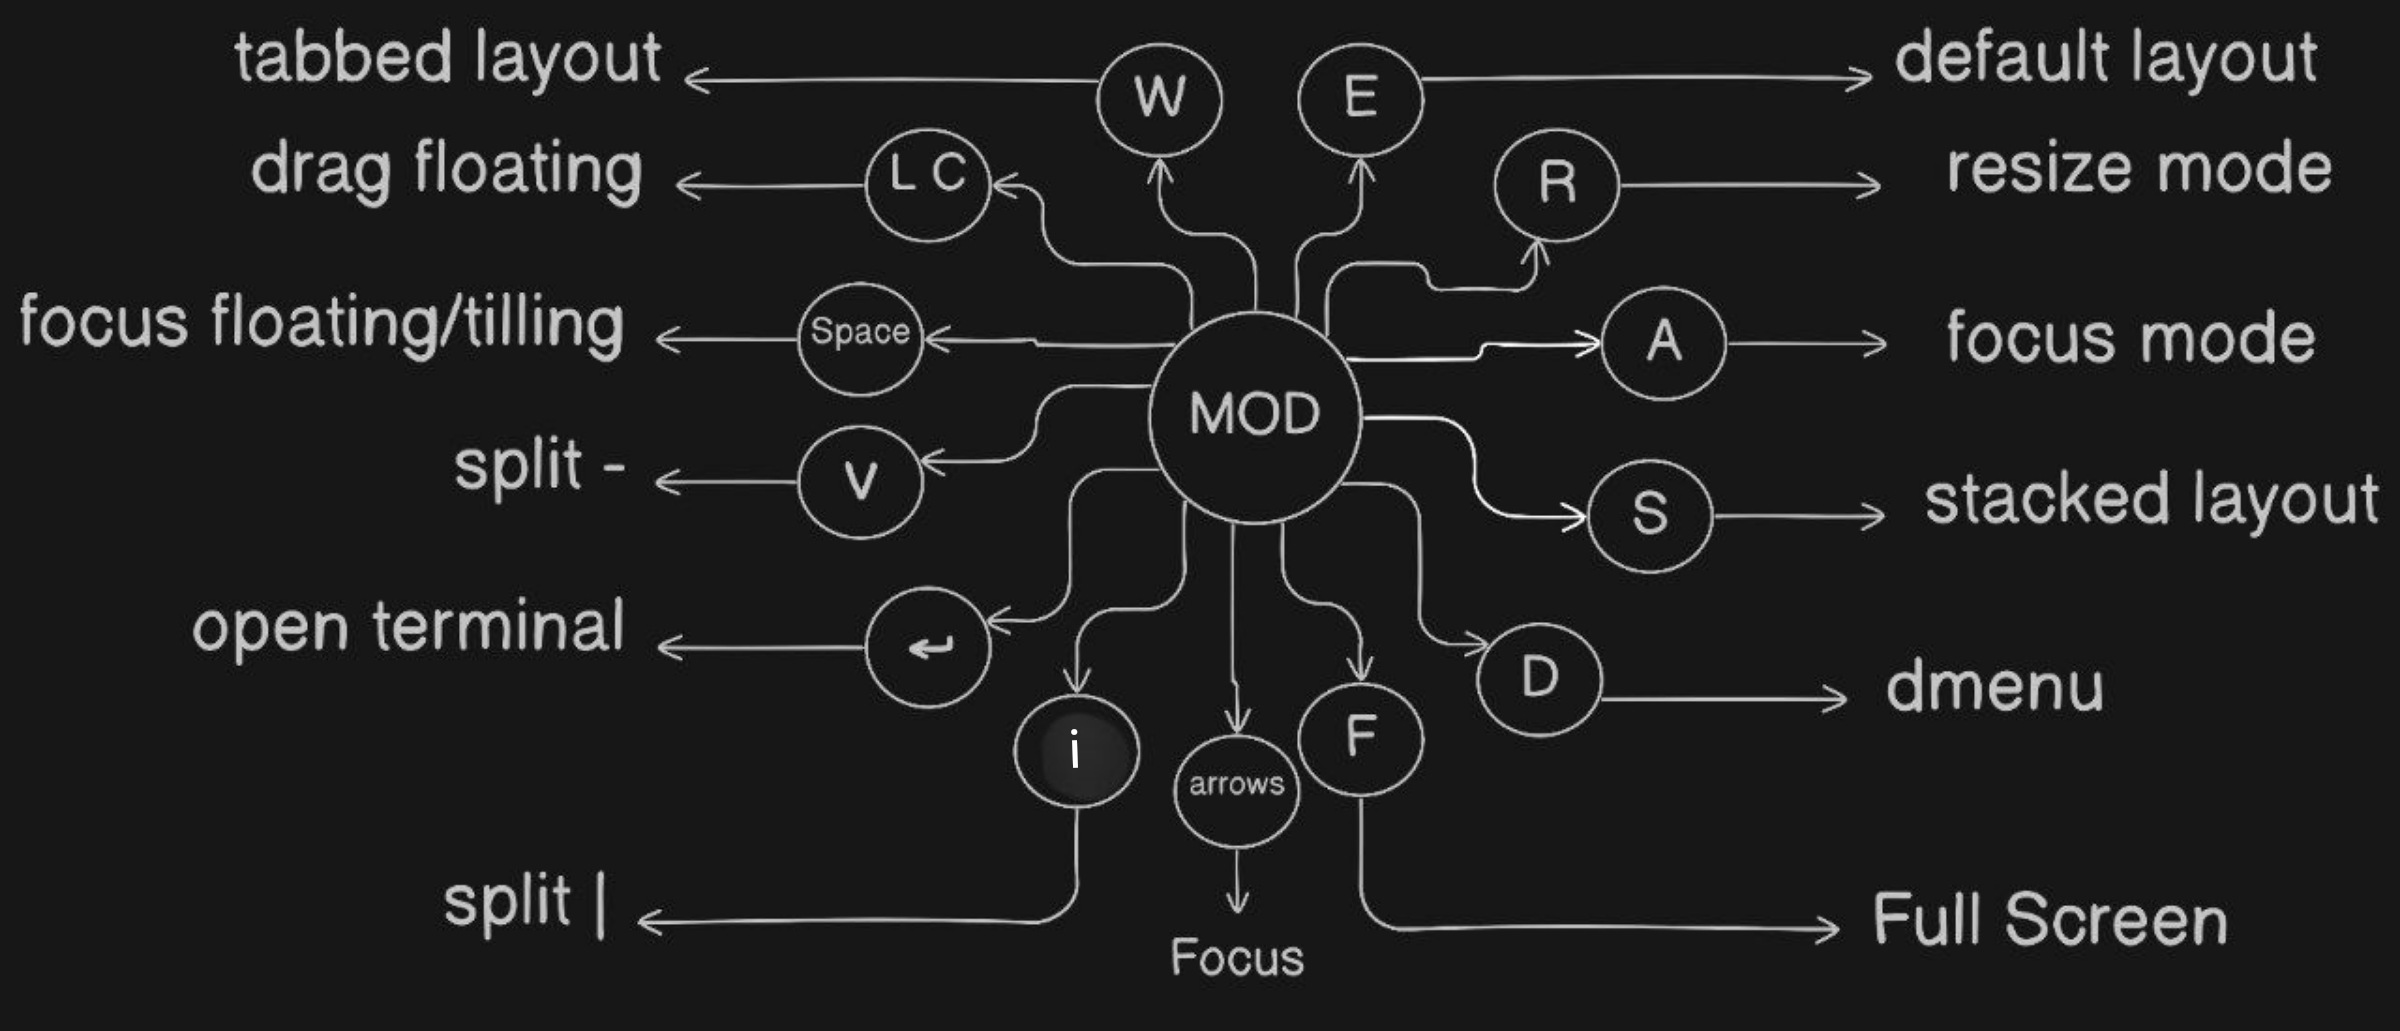 tabbed layout
W
E
default layout
drag floating
L C
R
resize mode
focus floating/tilling
Space
A
focus mode
MOD
split -
V
S
stacked layout
open terminal
↵
D
dmenu
i
arrows
F
split |
Full Screen
Focus